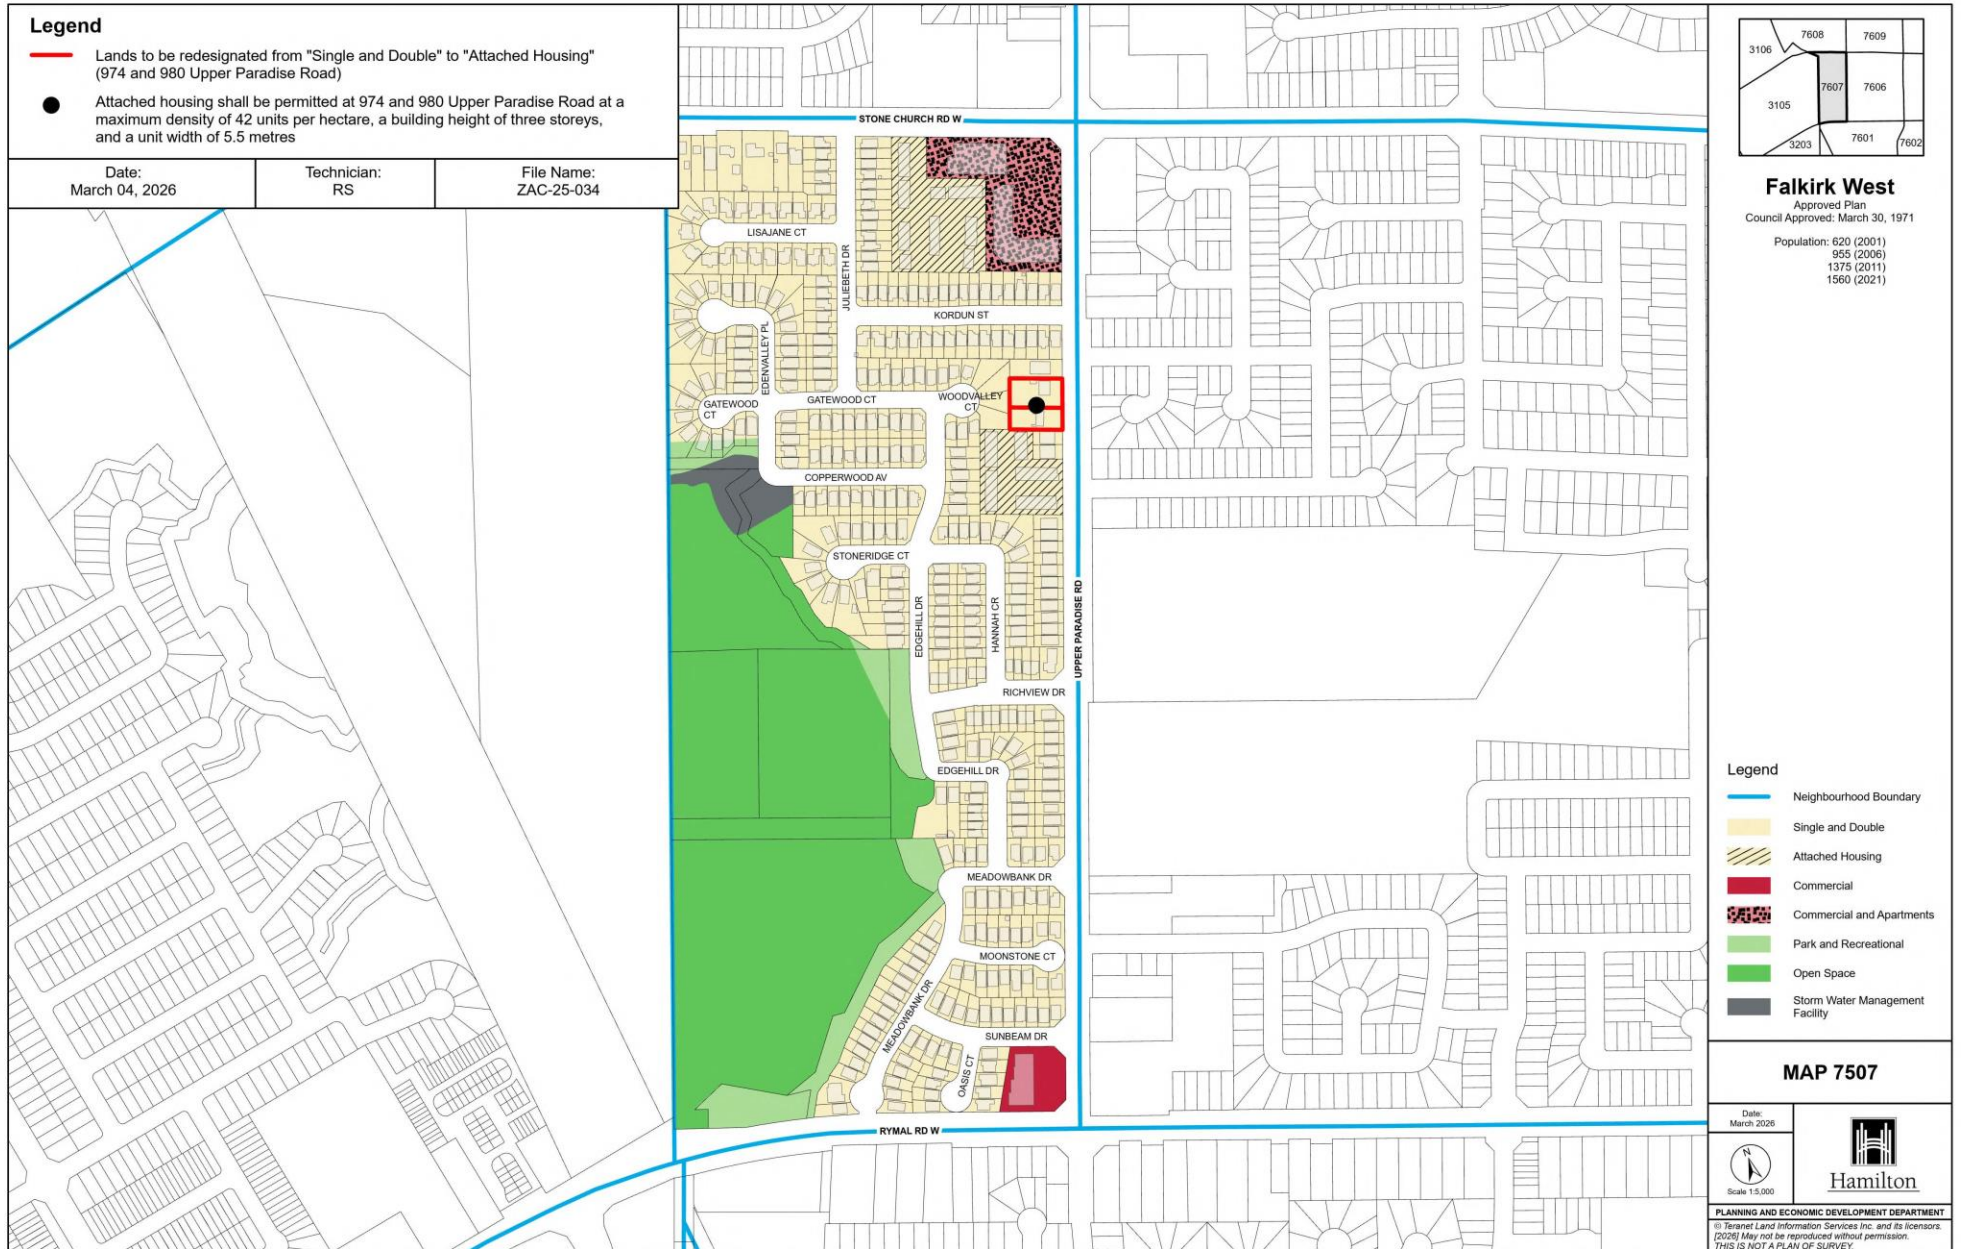 Legend
Lands to be redesignated from "Single and Double" to "Attached Housing"
(974 and 980 Upper Paradise Road)
Attached housing shall be permitted at 974 and 980 Upper Paradise Road at a
maximum density of 42 units per hectare, a building height of three storeys,
and a unit width of 5.5 metres
Date:
March 04, 2026
Technician:
RS
File Name:
ZAC-25-034
STONE CHURCH RD W
LISAJANE CT
JULIEBETH DR
KORDUN ST
EDENVALLEY PL
GATEWOOD
CT
GATEWOOD CT
WOODVALLEY
CT
COPPERWOOD AV
STONERIDGE CT
EDGEHILL DR
HANNAH CR
UPPER PARADISE RD
RICHVIEW DR
EDGEHILL DR
MEADOWBANK DR
MOONSTONE CT
MEADOWBANK DR
SUNBEAM DR
OASIS CT
RYMAL RD W
3106
7608
7609
7607
7606
3105
7601
3203
7602
Falkirk West
Approved Plan
Council Approved: March 30, 1971
Population: 620 (2001)
955 (2006)
1375 (2011)
1560 (2021)
Legend
Neighbourhood Boundary
Single and Double
Attached Housing
Commercial
Commercial and Apartments
Park and Recreational
Open Space
Storm Water Management
Facility
MAP 7507
Date:
March 2026
N
Scale 1:5,000
Hamilton
PLANNING AND ECONOMIC DEVELOPMENT DEPARTMENT
© Teranet Land Information Services Inc. and its licensors.
[2026] May not be reproduced without permission.
THIS IS NOT A PLAN OF SURVEY.